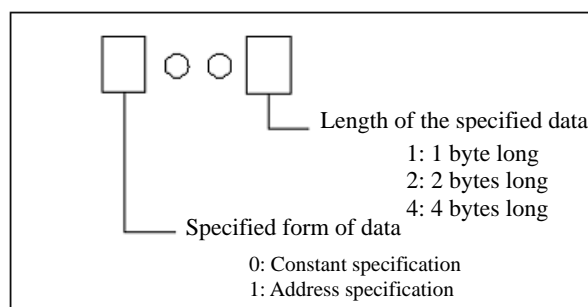 Length of the specified data
1: 1 byte long
2: 2 bytes long
4: 4 bytes long
Specified form of data
0: Constant specification
1: Address specification